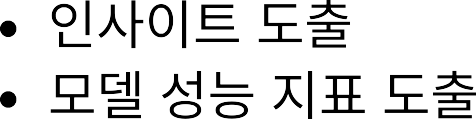 • 인사이트 도출
• 모델 성능 지표 도출